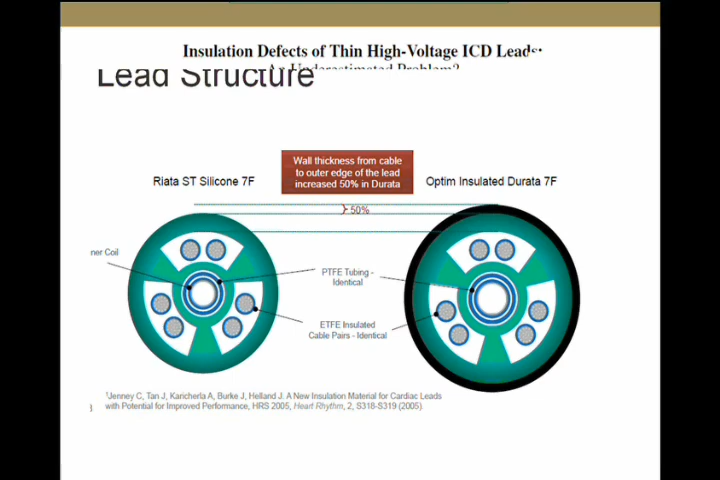 Insulation Defects of Thin High-Voltage ICD Leads:
An Underestimated Problem?
Lead Structure
Wall thickness from cable
to outer edge of the lead
increased 50% in Durata
Riata ST Silicone 7F
Optim Insulated Durata 7F
50%
ner Coil
PTFE Tubing -
Identical
ETFE Insulated
Cable Pairs - Identical
Jenney C, Tan J, Karicherla A, Burke J, Helland J. A New Insulation Material for Cardiac Leads
with Potential for Improved Performance, HRS 2005, Heart Rhythm, 2, S318-S319 (2005)